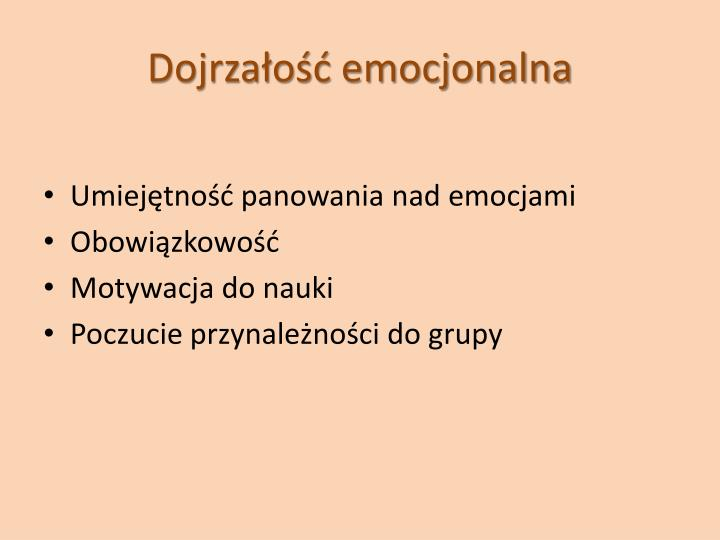 Dojrzałość emocjonalna
• Umiejętność panowania nad emocjami
• Obowiązkowość
• Motywacja do nauki
• Poczucie przynależności do grupy